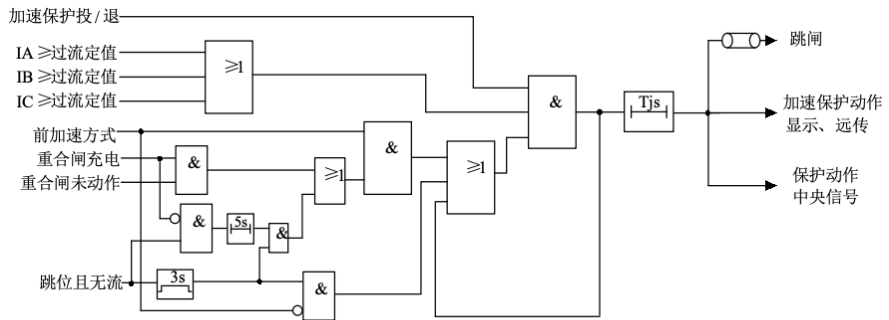 加速保护投/退
IA ≥过流定值
IB ≥过流定值
IC ≥过流定值
≥1
&
Tjs
跳闸
加速保护动作
显示、远传
保护动作
中央信号
前加速方式
重合闸充电
重合闸未动作
&
≥1
&
≥1
&
5s
&
跳位且无流
3s
&